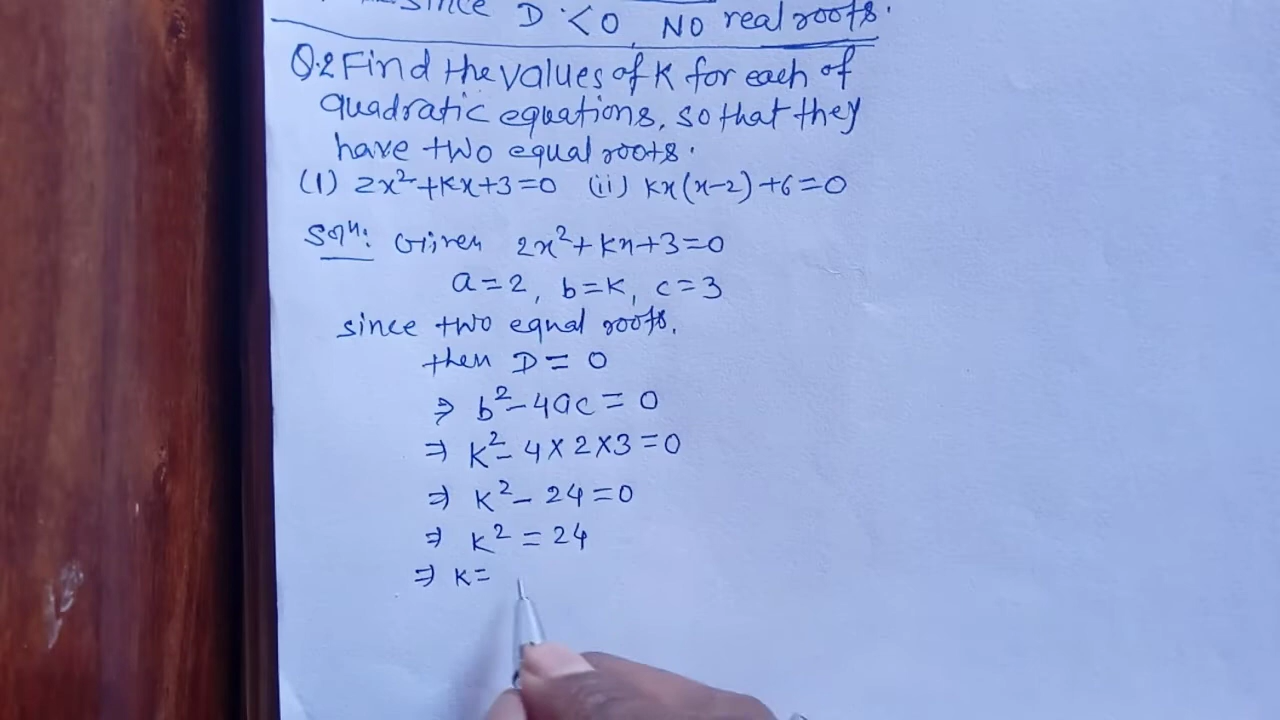 since D < 0, No real roots.
Q.2 Find the values of k for each of
quadratic equations, so that they
have two equal roots.
(1) 2x²+kx+3=0 (ii) kx(x-2)+6=0
Solⁿ: Given 2x²+kx+3=0
a=2, b=k, c=3
since two equal roots,
then D = 0
⇒ b²-4ac = 0
⇒ k²-4×2×3=0
⇒ k²-24=0
⇒ k² = 24
⇒ k=